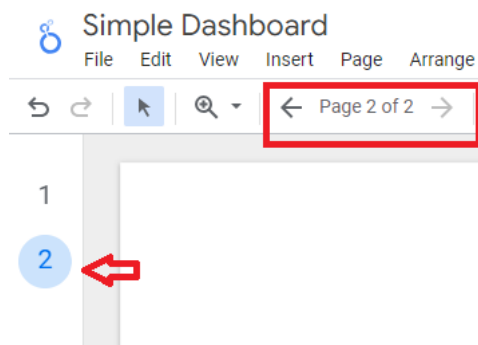 Simple Dashboard
File Edit View Insert Page Arrange
Page 2 of 2
1
2